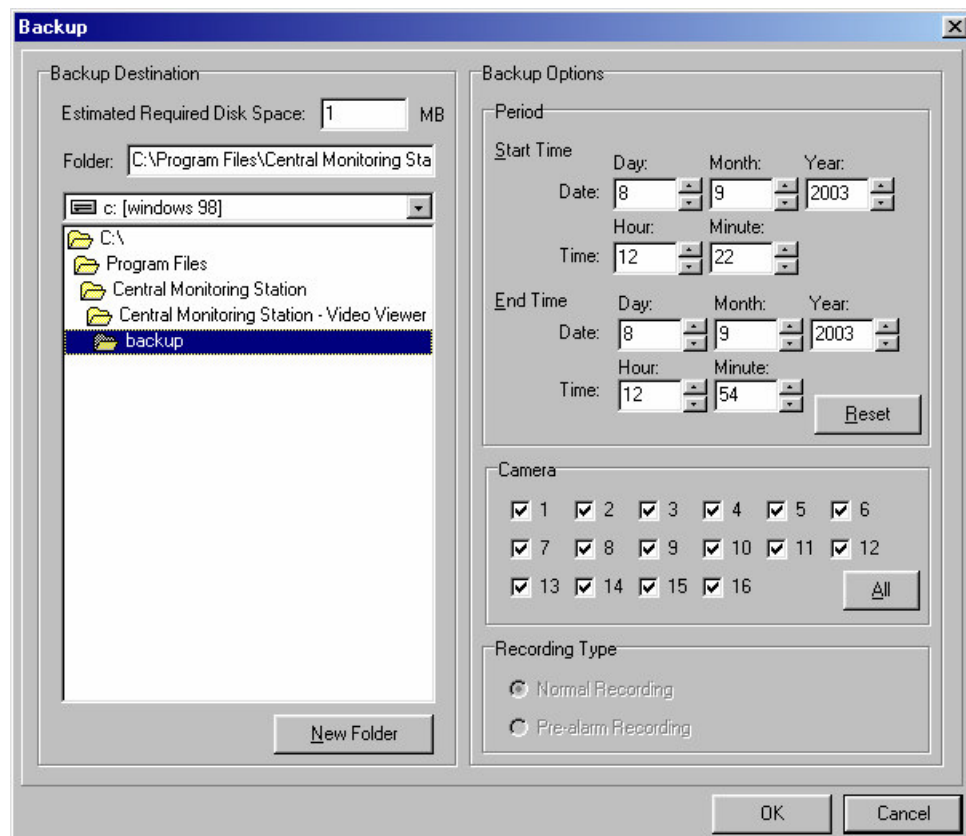 Backup
Backup Destination
Estimated Required Disk Space: 1 MB
Folder: C:\Program Files\Central Monitoring Sta
c: [windows 98]
C:\
Program Files
Central Monitoring Station
Central Monitoring Station - Video Viewer
backup
New Folder
Backup Options
Period
Start Time
Day: Month: Year:
Date: 8 9 2003
Hour: Minute:
Time: 12 22
End Time
Day: Month: Year:
Date: 8 9 2003
Hour: Minute:
Time: 12 54
Reset
Camera
1 2 3 4 5 6
7 8 9 10 11 12
13 14 15 16
All
Recording Type
Normal Recording
Pre-alarm Recording
OK Cancel